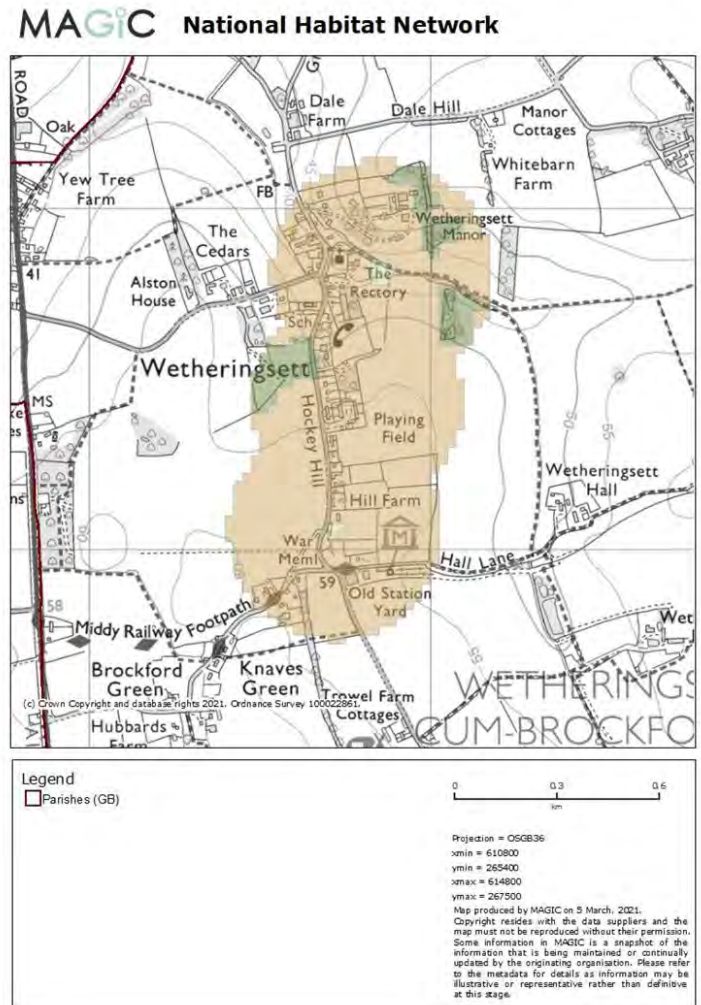 MAGiC National Habitat Network
ROAD
Oak
Dale
Farm
Dale Hill
Manor
Cottages
Yew Tree
Farm
FB
45
Whitebarn
Farm
The
Cedars
Wetheringsett
Manor
41
Alston
House
The
Rectory
Sch
Wetheringsett
MS
Hockey Hill
Playing
Field
50
55
Wetheringsett
Hall
Hill Farm
60
War
Meml
M
Hall Lane
59
Old Station
Yard
58
Middy Railway Footpath
Brockford
Green
Knaves
Green
55
WETHERINGS
CUM-BROCKFO
(c) Crown Copyright and database rights 2021. Ordnance Survey 100022861.
Trowel Farm
Cottages
Hubbards
Farm
Legend
Parishes (GB)
0 0.3 0.6
km
Projection = OSGB36
xmin = 610800
ymin = 265400
xmax = 614800
ymax = 267500
Map produced by MAGIC on 5 March, 2021.
Copyright resides with the data suppliers and the
map must not be reproduced without their permission.
Some information in MAGIC is a snapshot of the
information that is being maintained or continually
updated by the originating organisation. Please refer
to the metadata for details as information may be
illustrative or representative rather than definitive
at this stage.